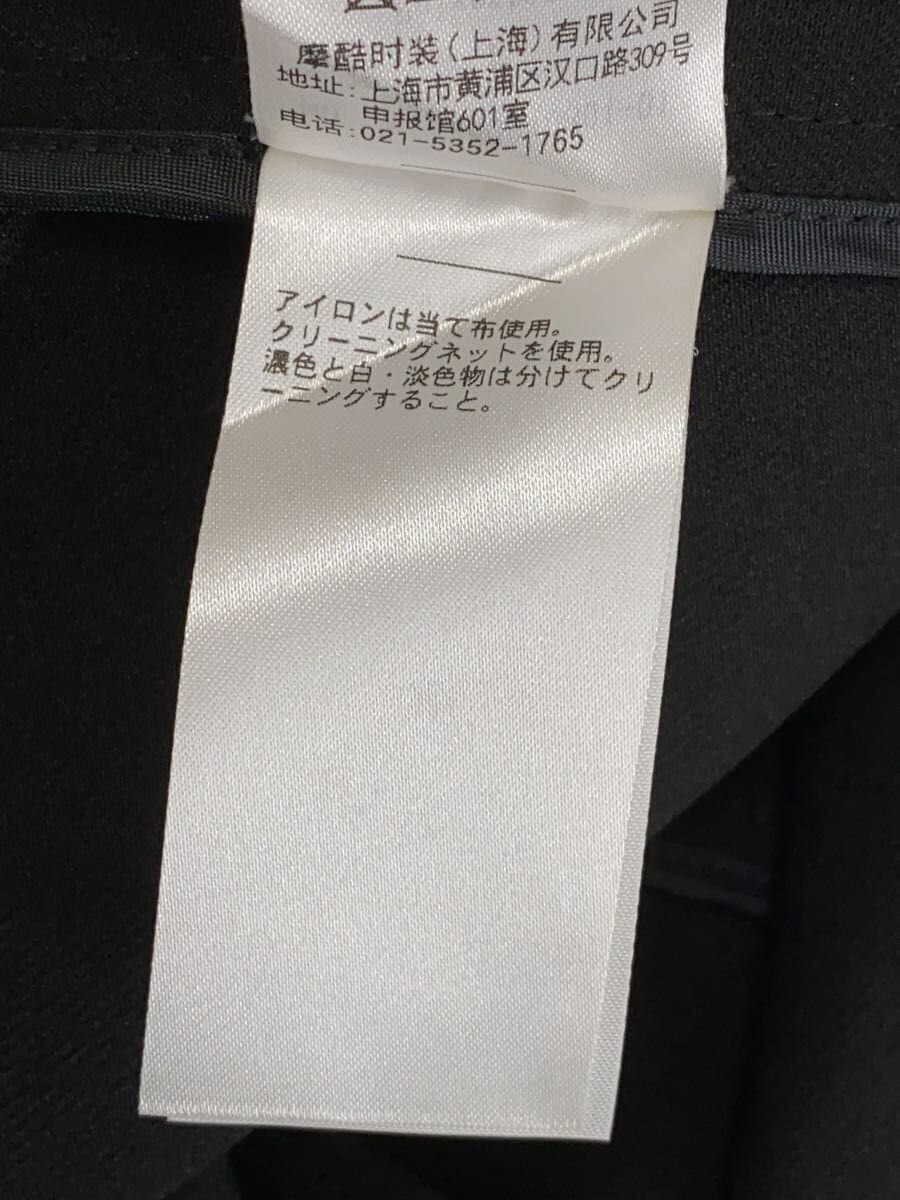 摩酷时装(上海)有限公司
地址:上海市黄浦区汉口路309号
申报馆601室
电话:021-5352-1765
アイロンは当て布使用。
クリーニングネットを使用。
濃色と白・淡色物は分けてクリ
ーニングすること。